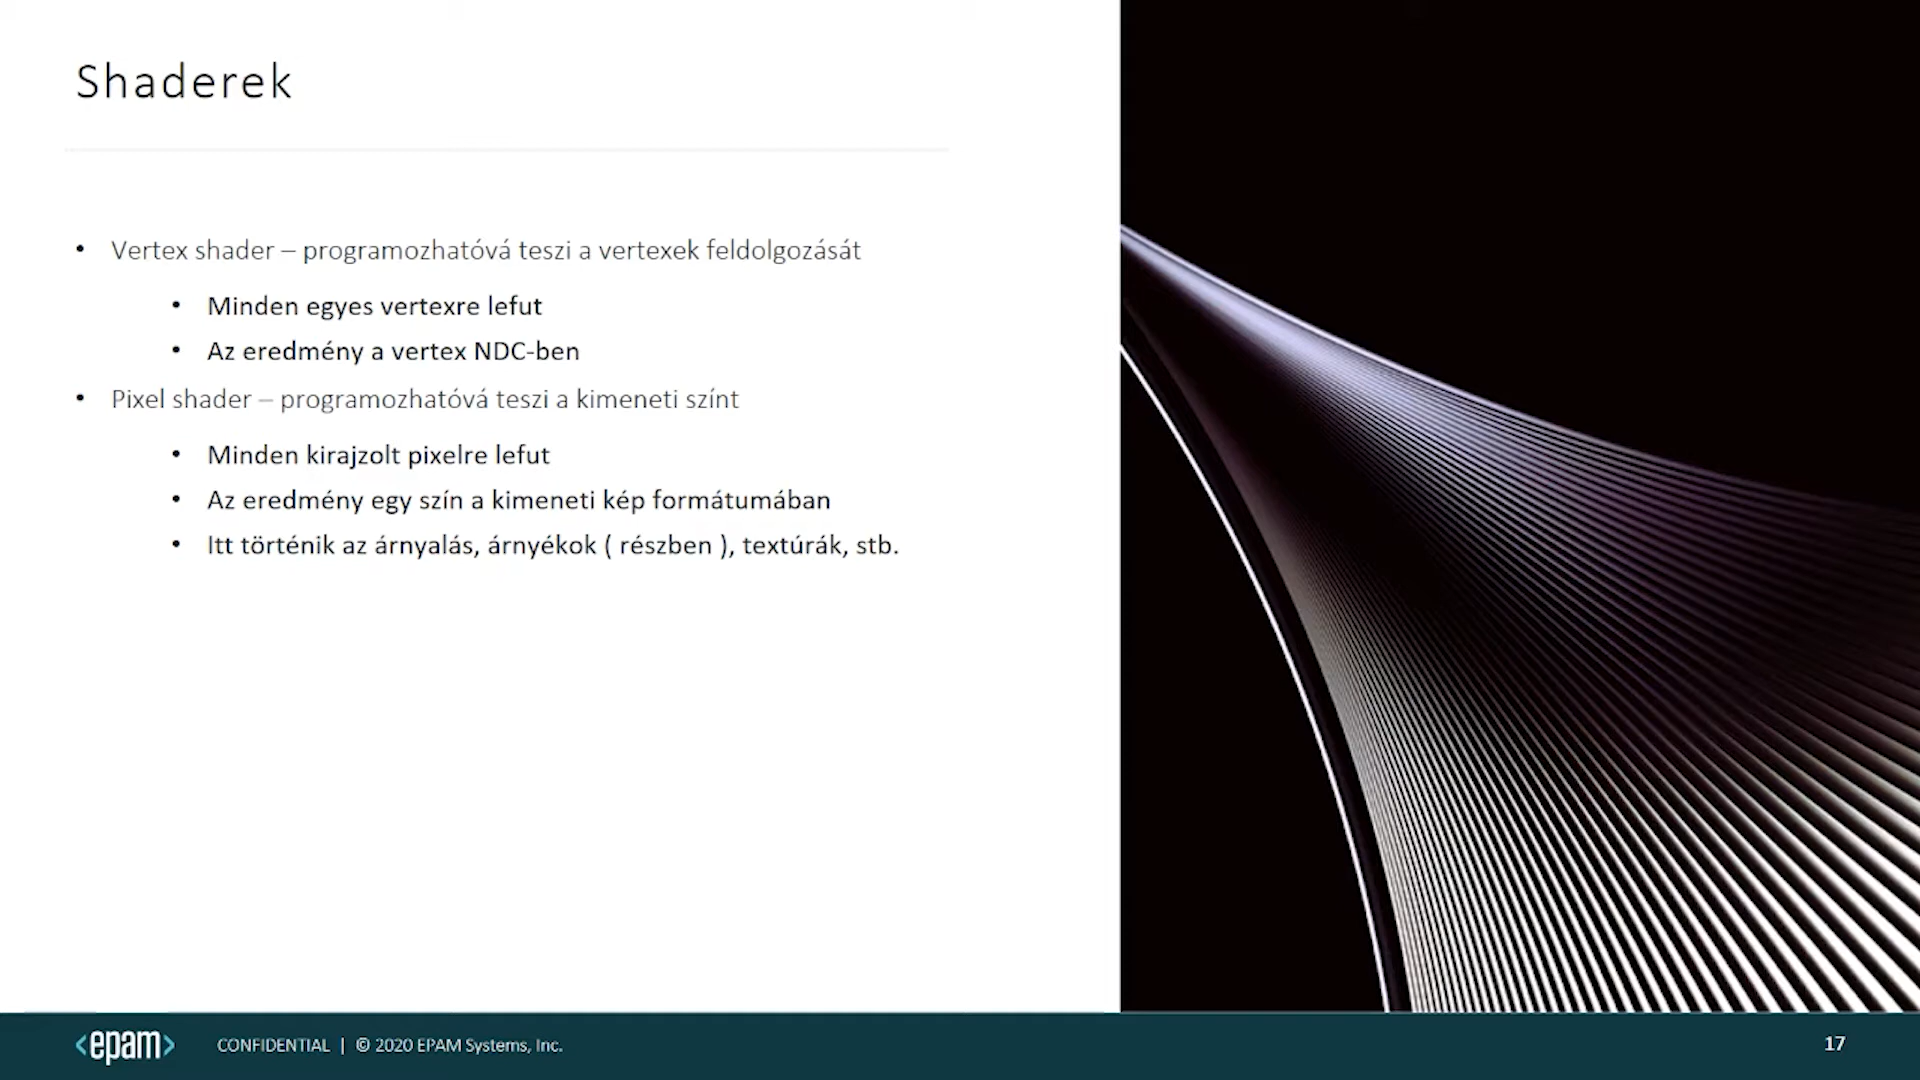 Shaderek
• Vertex shader – programozhatóvá teszi a vertexek feldolgozását
• Minden egyes vertexre lefut
• Az eredmény a vertex NDC-ben
• Pixel shader – programozhatóvá teszi a kimeneti színt
• Minden kirajzolt pixelre lefut
• Az eredmény egy szín a kimeneti kép formátumában
• Itt történik az árnyalás, árnyékok ( részben ), textúrák, stb.
<epam> CONFIDENTIAL | © 2020 EPAM Systems, Inc. 17